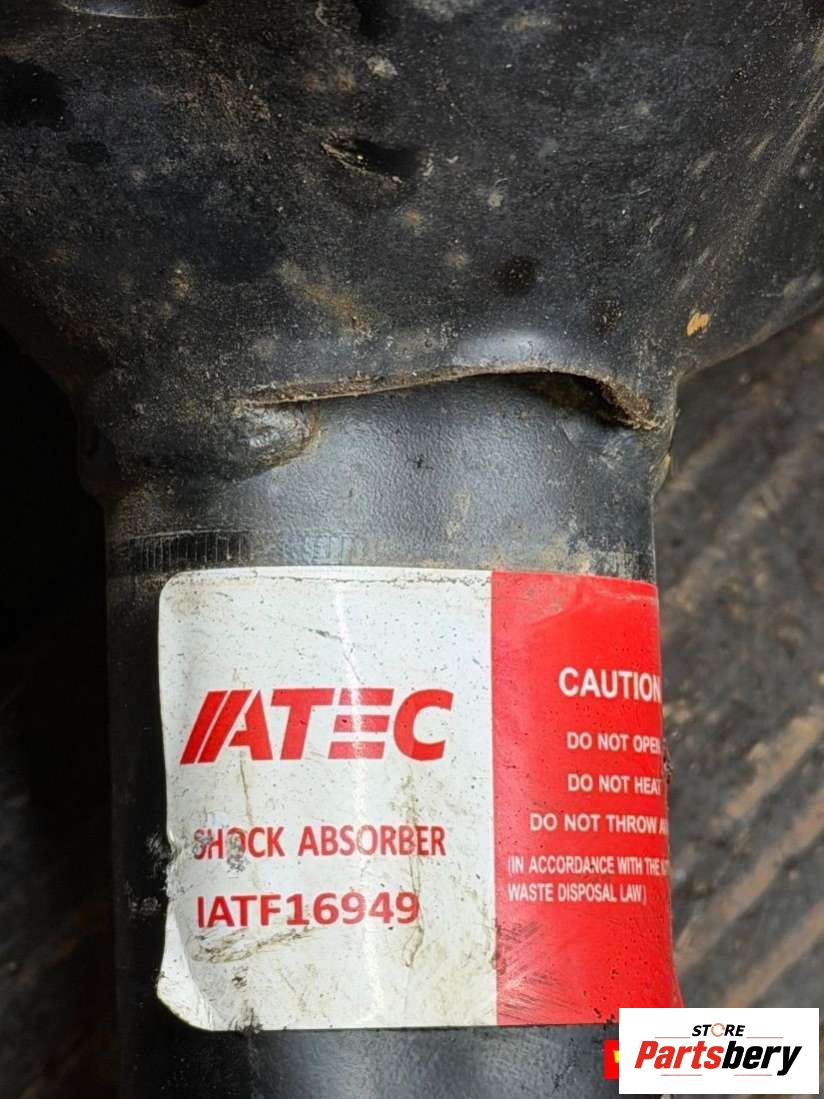 ATEC
SHOCK ABSORBER
IATF16949
CAUTION
DO NOT OPEN
DO NOT HEAT
DO NOT THROW
(IN ACCORDANCE WITH THE
WASTE DISPOSAL LAW)
STORE
Partsbery